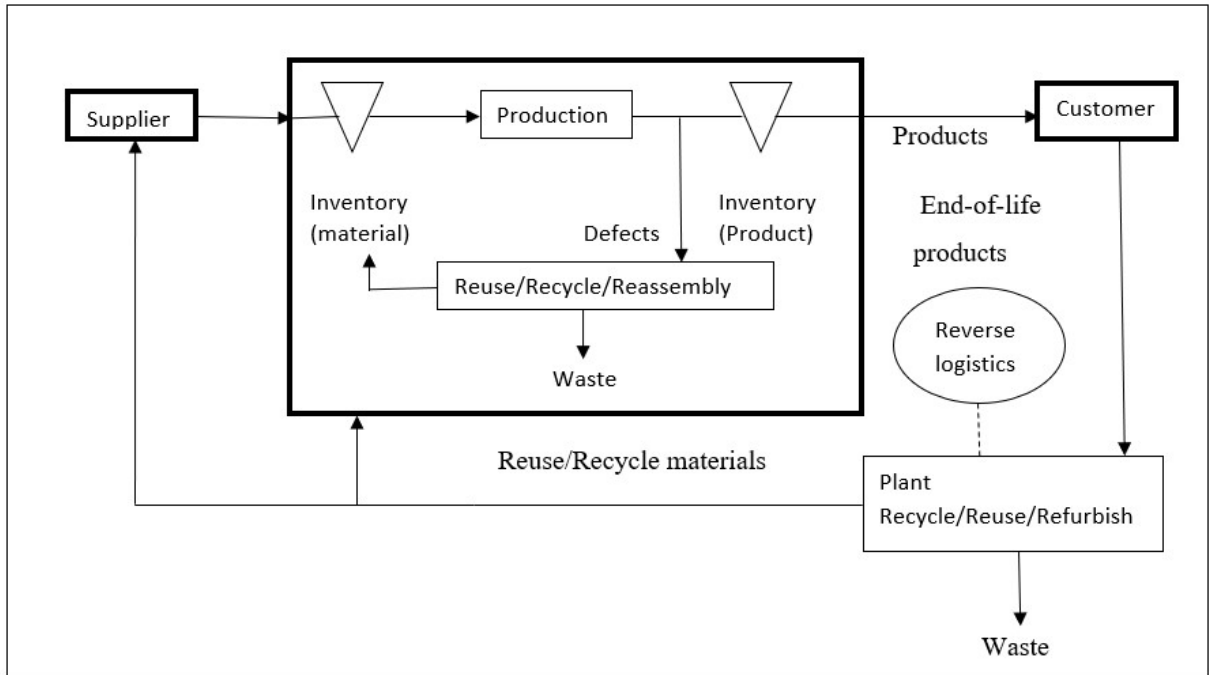 Supplier
Production
Customer
Products
Inventory
(material)
Defects
Inventory
(Product)
End-of-life
products
Reuse/Recycle/Reassembly
Waste
Reverse
logistics
Reuse/Recycle materials
Plant
Recycle/Reuse/Refurbish
Waste